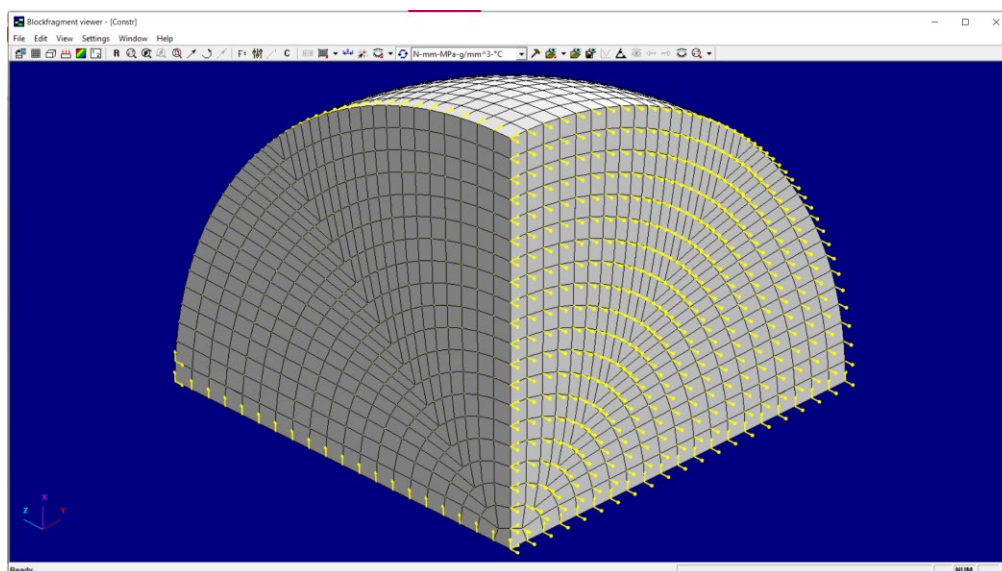 Blockfragment viewer - [Constr]
File Edit View Settings Window Help
R F: C N-mm-MPa-g/mm^3-°C
X
Z Y
Ready NUM